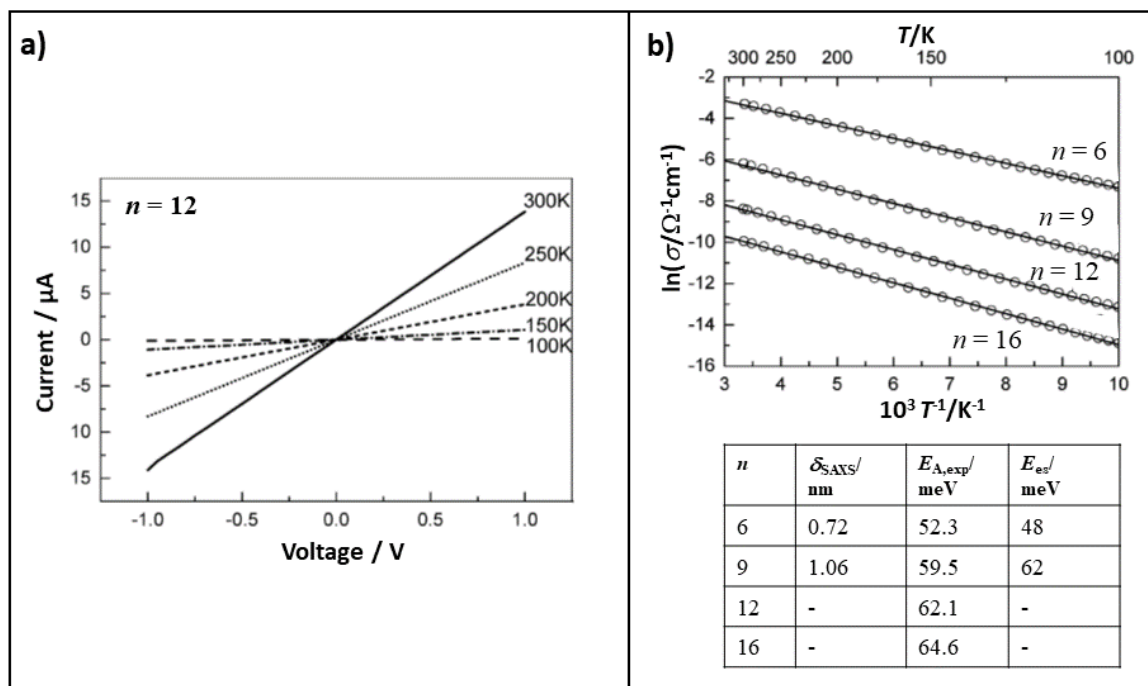 a)
n = 12
15
10
5
0
-5
10
15
300K
250K
200K
150K
100K
Current / μA
-1.0
-0.5
0.0
0.5
1.0
Voltage / V
b)
T/K
300 250 200 150 100
-2
-4
-6
-8
-10
-12
-14
-16
ln(σ/Ω-1cm-1)
n = 6
n = 9
n = 12
n = 16
3 4 5 6 7 8 9 10
10³ T-1/K-1
n δSAXS/ nm EA,exp/ meV Ees/ meV
6 0.72 52.3 48
9 1.06 59.5 62
12 - 62.1 -
16 - 64.6 -